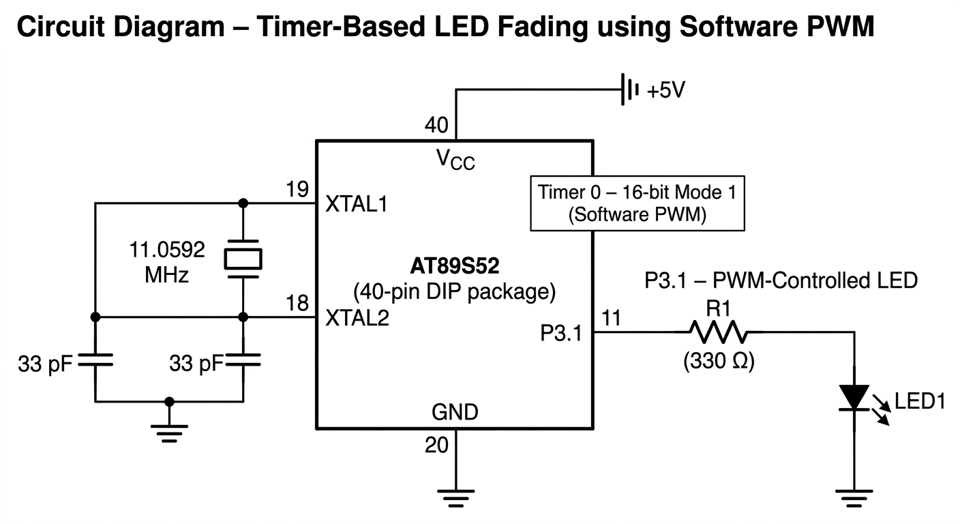 Circuit Diagram – Timer-Based LED Fading using Software PWM
+5V
40
VCC
19
XTAL1
Timer 0 – 16-bit Mode 1
(Software PWM)
11.0592
MHz
AT89S52
(40-pin DIP package)
P3.1 – PWM-Controlled LED
18
XTAL2
11
R1
P3.1
33 pF
33 pF
(330 Ω)
LED1
GND
20